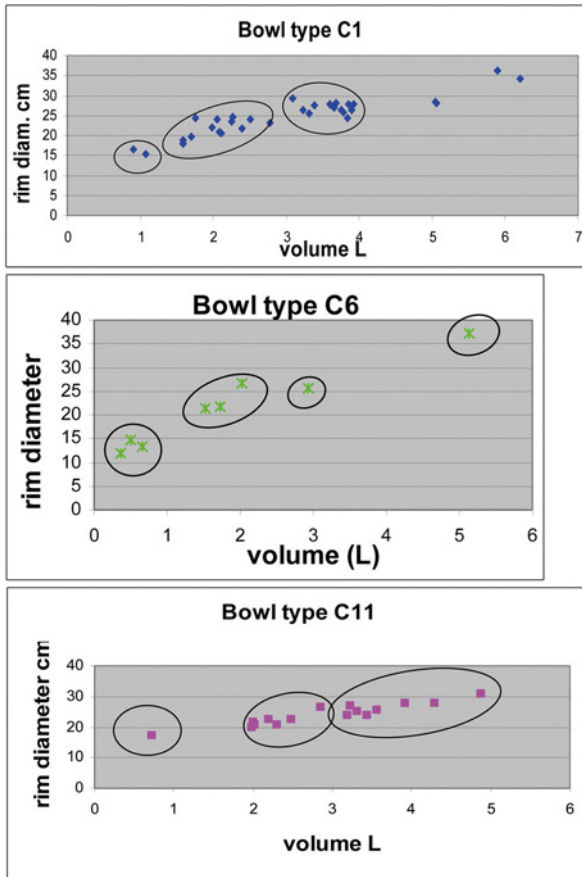 Bowl type C1
rim diam. cm
40
35
30
25
20
15
10
5
0
0 1 2 3 4 5 6 7
volume L
Bowl type C6
rim diameter
40
35
30
25
20
15
10
5
0
0 1 2 3 4 5 6
volume (L)
Bowl type C11
rim diameter cm
40
30
20
10
0
0 1 2 3 4 5 6
volume L